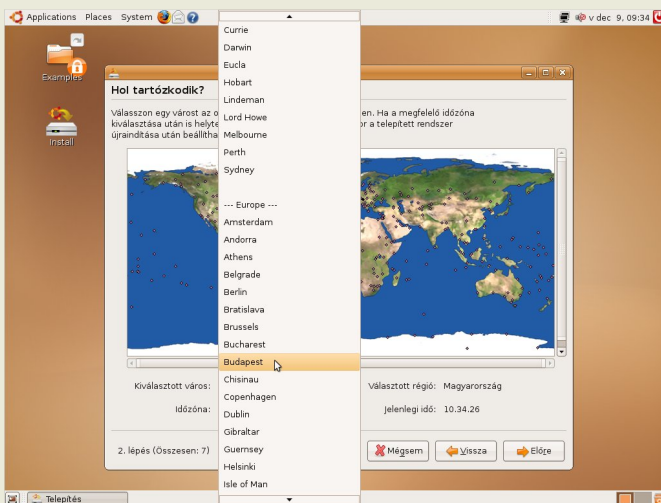 Applications Places System
v dec 9, 09:34
Examples
Install
Hol tartózkodik?
Válasszon egy várost az o
en. Ha a megfelelő időzóna
kiválasztása után is helyte
or a telepített rendszer
újraindítása után beállítha
Currie
Darwin
Eucla
Hobart
Lindeman
Lord Howe
Melbourne
Perth
Sydney
--- Europe ---
Amsterdam
Andorra
Athens
Belgrade
Berlin
Bratislava
Brussels
Bucharest
Budapest
Chisinau
Copenhagen
Dublin
Gibraltar
Guernsey
Helsinki
Isle of Man
Kiválasztott város:
Választott régió: Magyarország
Időzóna:
Jelenlegi idő: 10.34.26
2. lépés (Összesen: 7)
Mégsem
Vissza
Előre
Telepítés